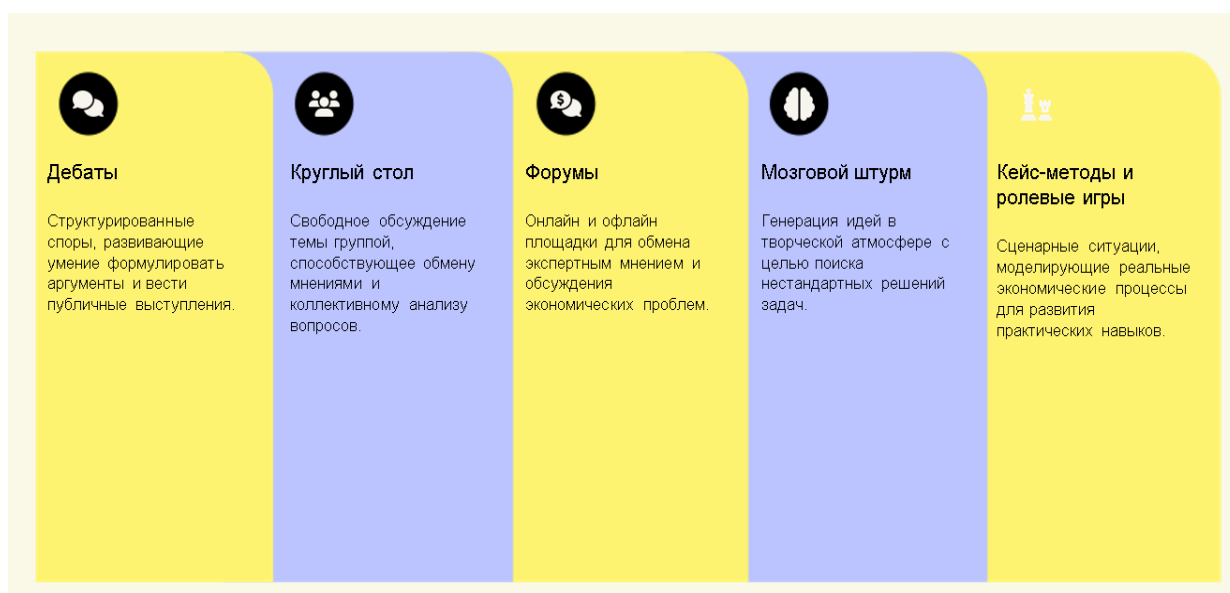 Дебаты
Структурированные
споры, развивающие
умение формулировать
аргументы и вести
публичные выступления.
Круглый стол
Свободное обсуждение
темы группой,
способствующее обмену
мнениями и
коллективному анализу
вопросов.
$
Форумы
Онлайн и офлайн
площадки для обмена
экспертным мнением и
обсуждения
экономических проблем.
Мозговой штурм
Генерация идей в
творческой атмосфере с
целью поиска
нестандартных решений
задач.
Кейс-методы и
ролевые игры
Сценарные ситуации,
моделирующие реальные
экономические процессы
для развития
практических навыков.